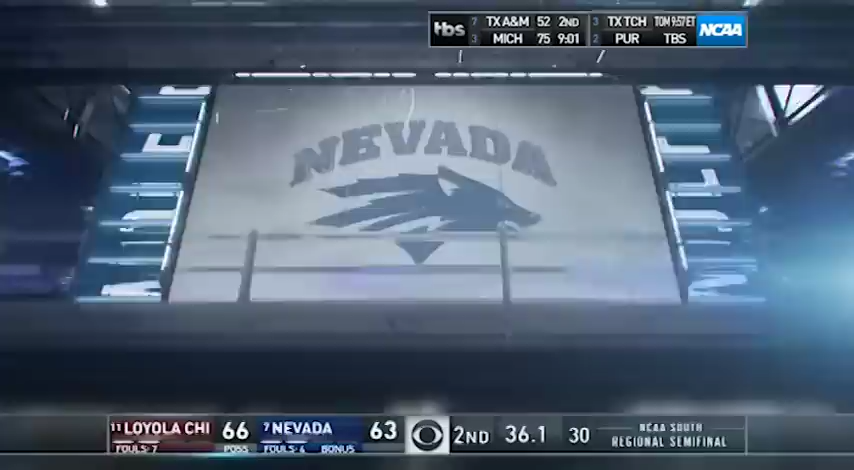 tbs 7 TX A&M 52 2ND 3 TX TCH TOM 9:57 ET NCAA
3 MICH 75 9:01 2 PUR TBS
NEVADA
11 LOYOLA CHI 66 7 NEVADA 63 2ND 36.1 30 NCAA SOUTH
REGIONAL SEMIFINAL
FOULS: 7 POSS FOULS: 4 BONUS